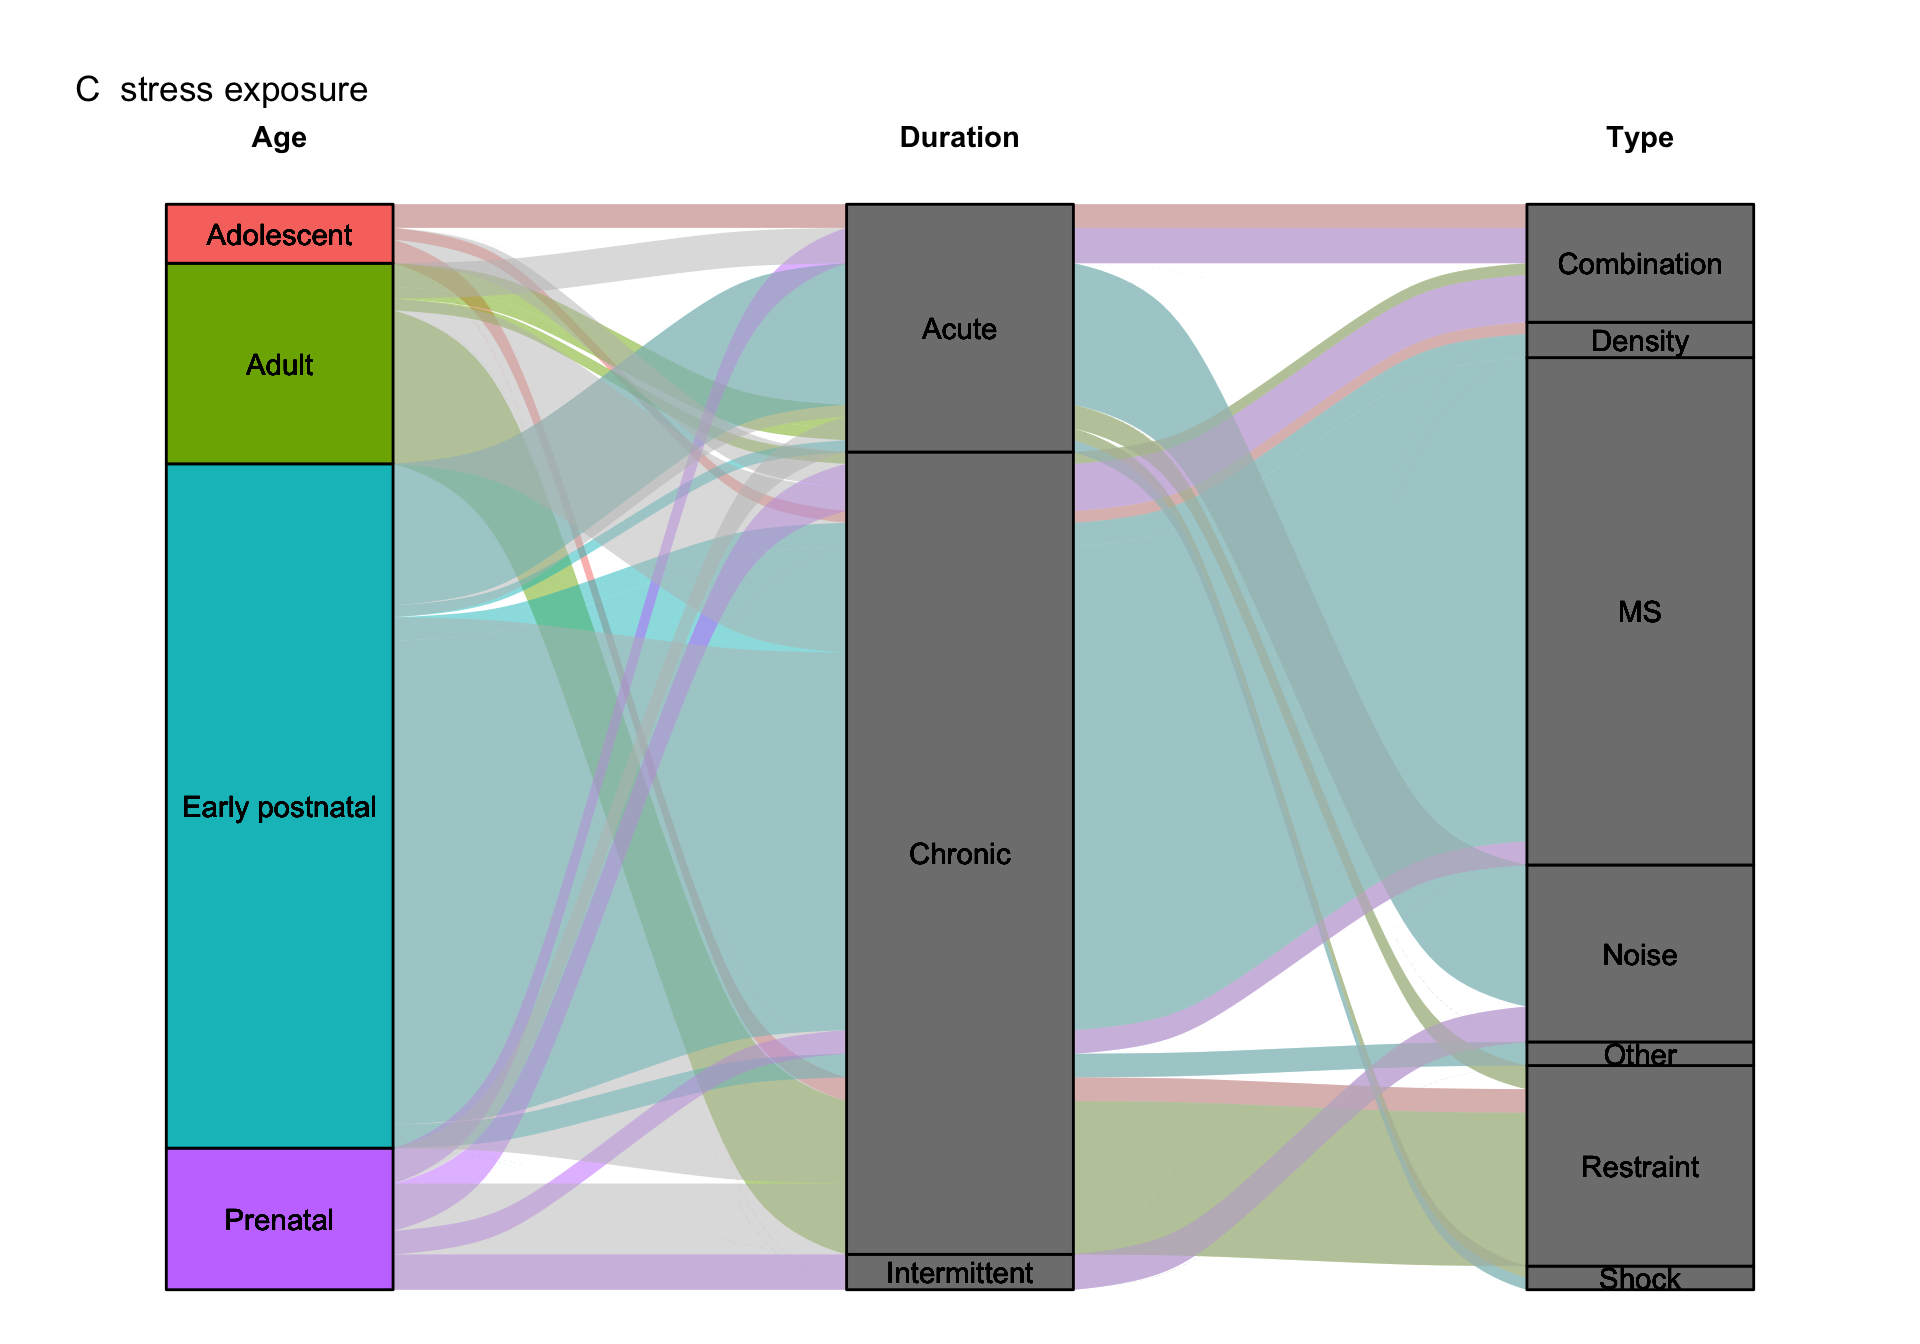 C stress exposure
Age
Duration
Type
Adolescent
Adult
Early postnatal
Prenatal
Acute
Chronic
Intermittent
Combination
Density
MS
Noise
Other
Restraint
Shock